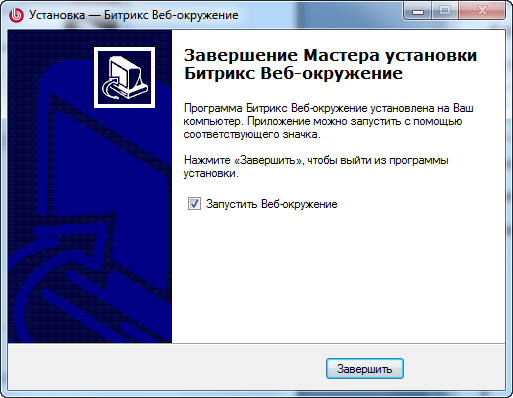 Установка — Битрикс Веб-окружение
Завершение Мастера установки
Битрикс Веб-окружение
Программа Битрикс Веб-окружение установлена на Ваш
компьютер. Приложение можно запустить с помощью
соответствующего значка.
Нажмите «Завершить», чтобы выйти из программы
установки.
Запустить Веб-окружение
Завершить